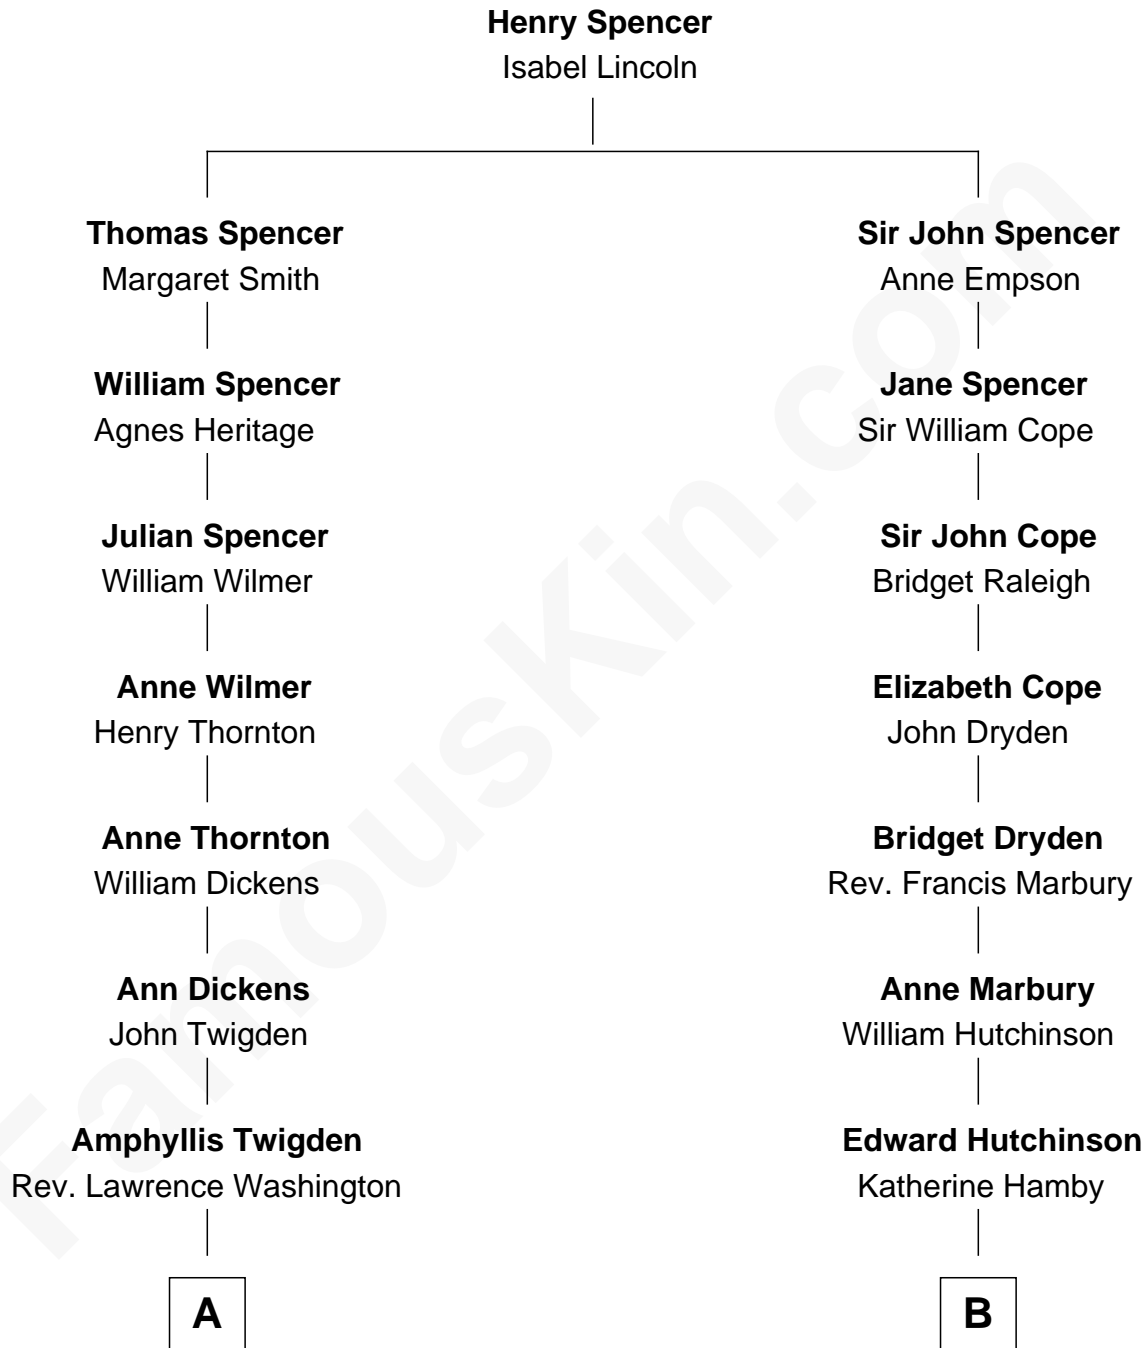 Henry Spencer
Isabel Lincoln
Thomas Spencer
Margaret Smith
Sir John Spencer
Anne Empson
William Spencer
Agnes Heritage
Jane Spencer
Sir William Cope
Julian Spencer
William Wilmer
Sir John Cope
Bridget Raleigh
Anne Wilmer
Henry Thornton
Elizabeth Cope
John Dryden
Anne Thornton
William Dickens
Bridget Dryden
Rev. Francis Marbury
Ann Dickens
John Twigden
Anne Marbury
William Hutchinson
Amphyllis Twigden
Rev. Lawrence Washington
Edward Hutchinson
Katherine Hamby
A
B
FamousKin.com